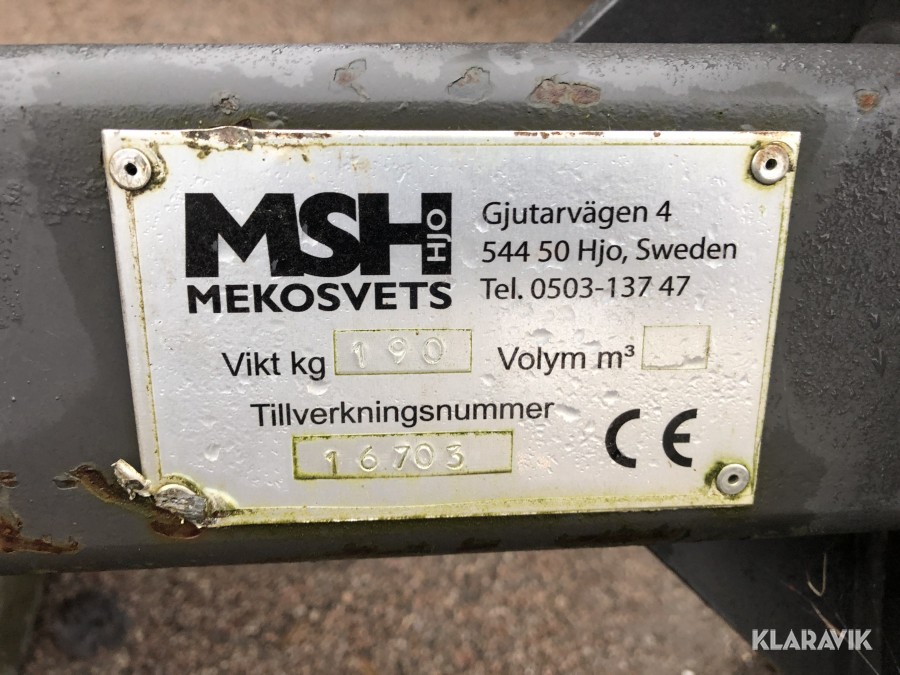 MSH HJO
MEKOSVETS
Gjutarvägen 4
544 50 Hjo, Sweden
Tel. 0503-137 47
Vikt kg 190 Volym m³
Tillverkningsnummer
16703
CE
KLARAVIK